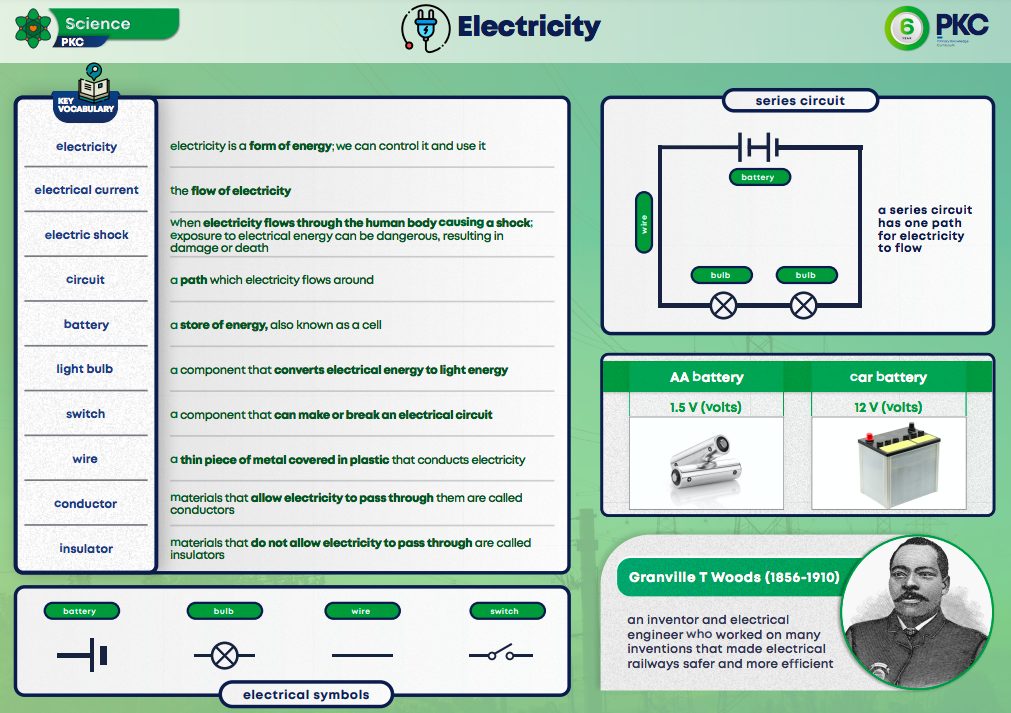 Science
PKC
Electricity
6
YEAR
PKC
Primary Knowledge
Curriculum
KEY
VOCABULARY
electricity
electricity is a form of energy; we can control it and use it
electrical current
the flow of electricity
electric shock
when electricity flows through the human body causing a shock;
exposure to electrical energy can be dangerous, resulting in
damage or death
circuit
a path which electricity flows around
battery
a store of energy, also known as a cell
light bulb
a component that converts electrical energy to light energy
switch
a component that can make or break an electrical circuit
wire
a thin piece of metal covered in plastic that conducts electricity
conductor
materials that allow electricity to pass through them are called
conductors
insulator
materials that do not allow electricity to pass through are called
insulators
battery
bulb
wire
switch
electrical symbols
series circuit
battery
wire
bulb
bulb
a series circuit
has one path
for electricity
to flow
AA battery
car battery
1.5 V (volts)
12 V (volts)
Granville T Woods (1856-1910)
an inventor and electrical
engineer who worked on many
inventions that made electrical
railways safer and more efficient